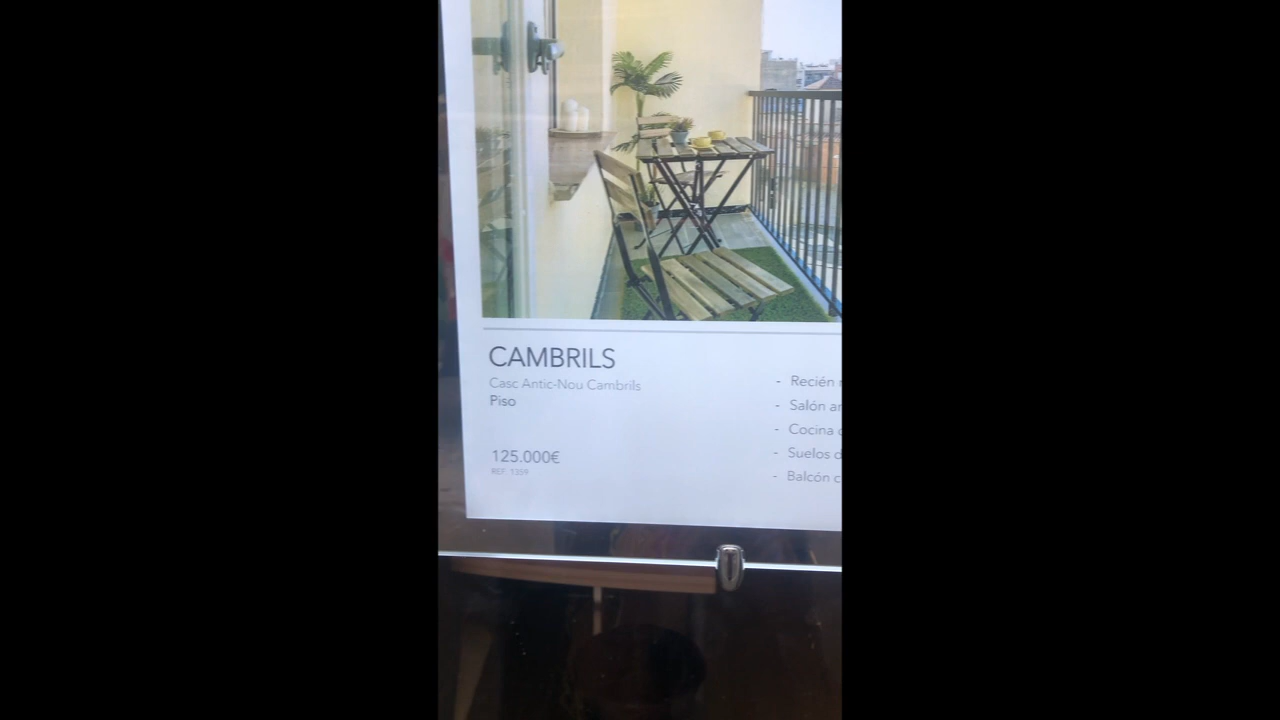 CAMBRILS
Casc Antic-Nou Cambrils
Piso
125.000€
REF: 1359
- Recién
- Salón
- Cocina
- Suelos
- Balcón